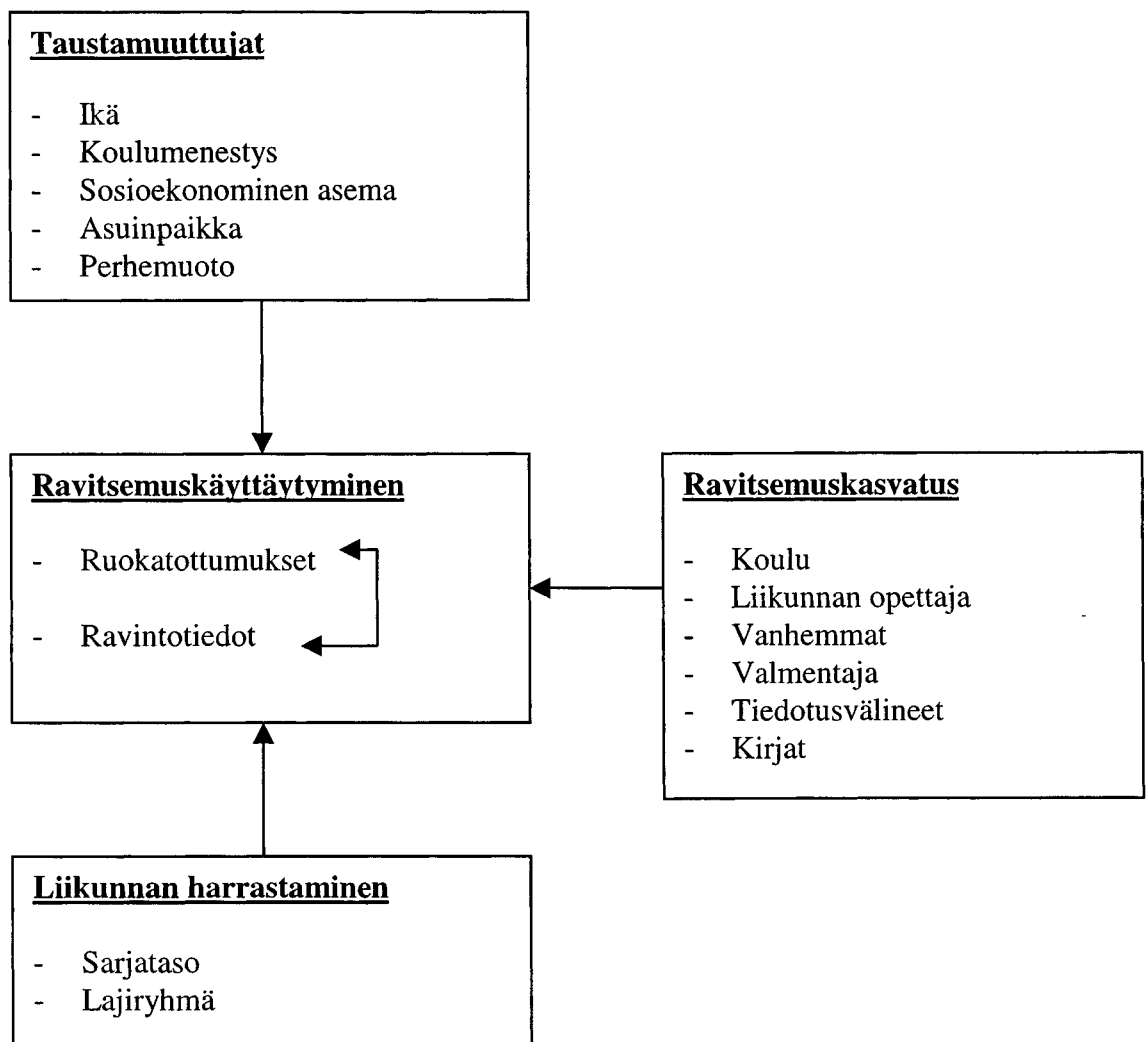 Taustamuuttujat
- Ikä
- Koulumenestys
- Sosioekonominen asema
- Asuinpaikka
- Perhemuoto
Ravitsemuskäyttäytyminen
- Ruokatottumukset
- Ravintotiedot
Ravitsemuskasvatus
- Koulu
- Liikunnan opettaja
- Vanhemmat
- Valmentaja
- Tiedotusvälineet
- Kirjat
Liikunnan harrastaminen
- Sarjataso
- Lajiryhmä